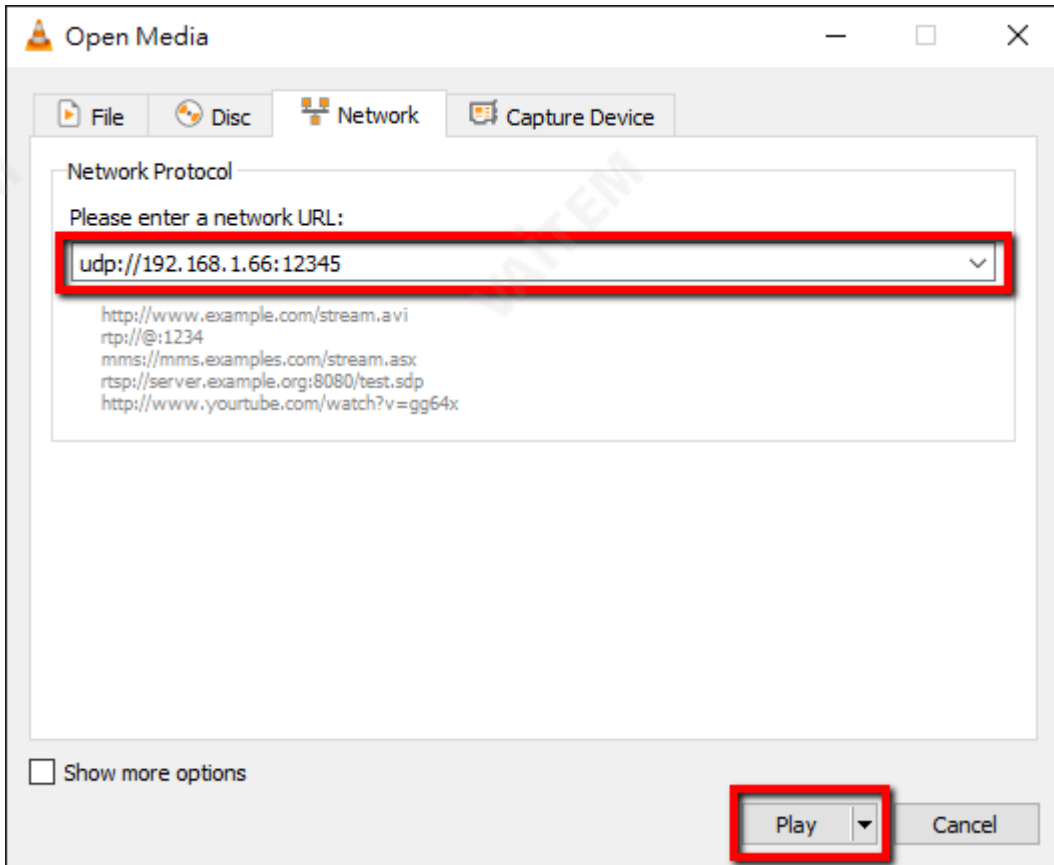 Open Media
File Disc Network Capture Device
Network Protocol
Please enter a network URL:
udp://192.168.1.66:12345
http://www.example.com/stream.avi
rtp://@:1234
mms://mms.examples.com/stream.asx
rtsp://server.example.org:8080/test.sdp
http://www.yourtube.com/watch?v=gg64x
VAITEM
Show more options
Play Cancel